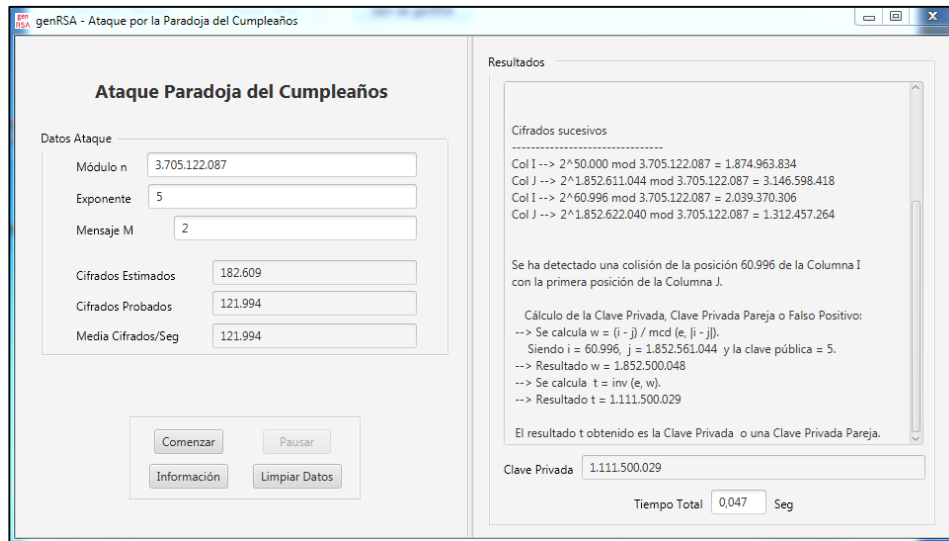 genRSA - Ataque por la Paradoja del Cumpleaños
Ataque Paradoja del Cumpleaños
Datos Ataque
Módulo n 3.705.122.087
Exponente 5
Mensaje M 2
Cifrados Estimados 182.609
Cifrados Probados 121.994
Media Cifrados/Seg 121.994
Comenzar Pausar
Información Limpiar Datos
Resultados
Cifrados sucesivos
--------------------------------
Col I --> 2^50.000 mod 3.705.122.087 = 1.874.963.834
Col J --> 2^1.852.611.044 mod 3.705.122.087 = 3.146.598.418
Col I --> 2^60.996 mod 3.705.122.087 = 2.039.370.306
Col J --> 2^1.852.622.040 mod 3.705.122.087 = 1.312.457.264
Se ha detectado una colisión de la posición 60.996 de la Columna I
con la primera posición de la Columna J.
Cálculo de la Clave Privada, Clave Privada Pareja o Falso Positivo:
--> Se calcula w = (i - j) / mcd (e, |i - j|).
Siendo i = 60.996, j = 1.852.561.044 y la clave pública = 5.
--> Resultado w = 1.852.500.048
--> Se calcula t = inv (e, w).
--> Resultado t = 1.111.500.029
El resultado t obtenido es la Clave Privada o una Clave Privada Pareja.
Clave Privada 1.111.500.029
Tiempo Total 0,047 Seg